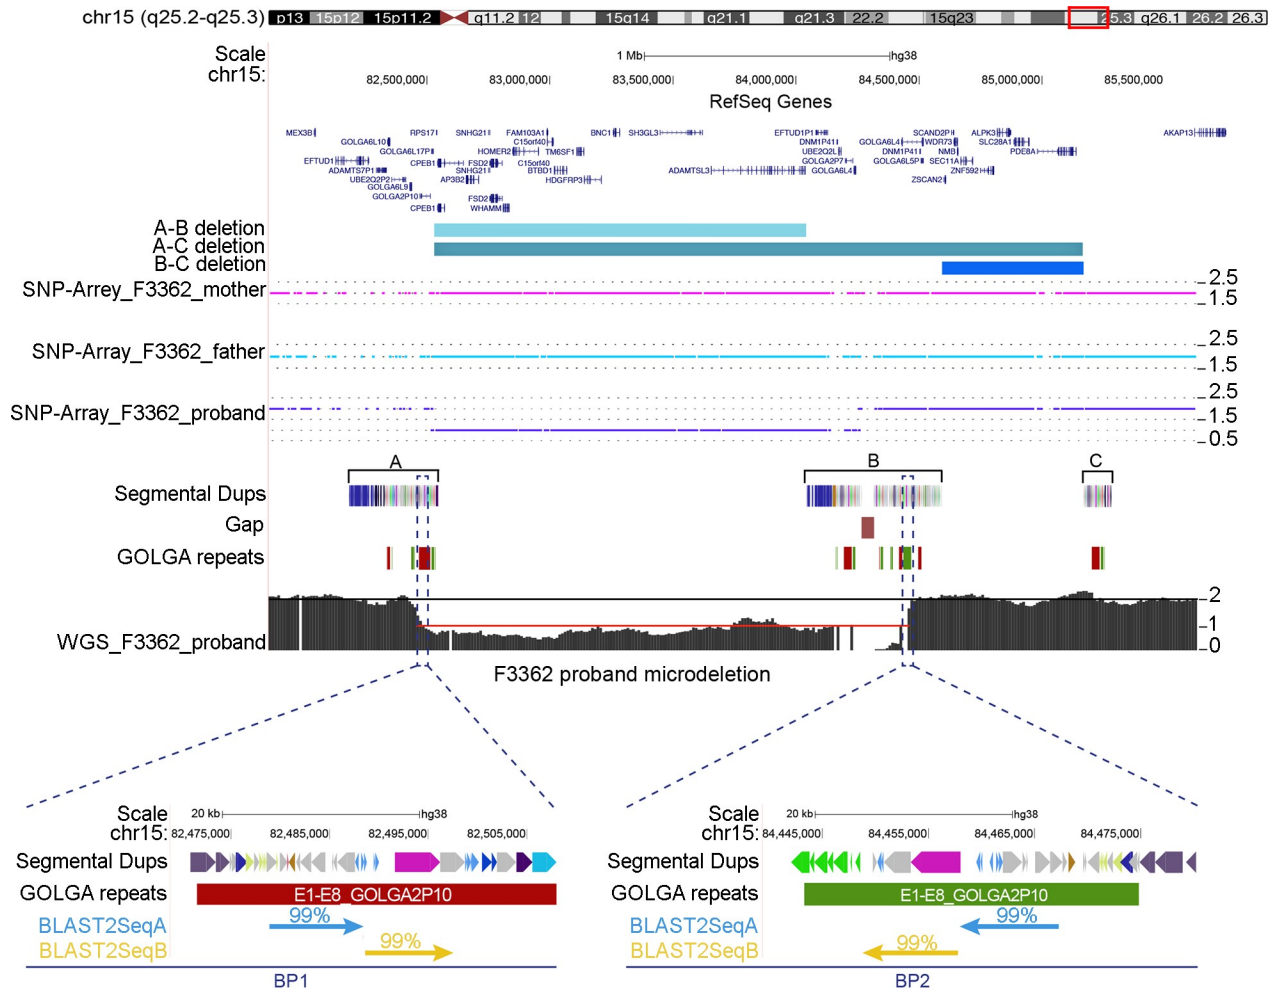 chr15 (q25.2-q25.3) p13 15p12 15p11.2 q11.2 12 15q14 q21.1 q21.3 22.2 15q23 25.3 q26.1 26.2 26.3
Scale 1 Mb hg38
chr15: 82,500,000 83,000,000 83,500,000 84,000,000 84,500,000 85,000,000 85,500,000
RefSeq Genes
MEX3B RPS17 SNHG21 FAM103A1 BNC1 SH3GL3 EFTUD1P1 SCAND2P ALPK3 AKAP13
GOLGA6L10 C15orf40 DNM1P41 GOLGA6L4 WDR73 SLC28A1
GOLGA6L17P HOMER2 TM6SF1 UBE2Q2L DNM1P41 NMB PDE8A
EFTUD1 CPEB1 FSD2 C15orf40 GOLGA2P7 GOLGA6L5P SEC11A
ADAMTS7P1 SNHG21 BTBD1 ADAMTSL3 GOLGA6L4 ZNF592
UBE2Q2P2 AP3B2 HDGFRP3 ZSCAN2
GOLGA6L9
GOLGA2P10 FSD2
CPEB1 WHAMM
A-B deletion
A-C deletion
B-C deletion
2.5
SNP-Arrey_F3362_mother
1.5
2.5
SNP-Array_F3362_father
1.5
2.5
SNP-Array_F3362_proband
1.5
0.5
A B C
Segmental Dups
Gap
GOLGA repeats
2
1
WGS_F3362_proband 0
F3362 proband microdeletion
Scale 20 kb hg38
chr15: 82,475,000 82,485,000 82,495,000 82,505,000
Segmental Dups
GOLGA repeats E1-E8_GOLGA2P10
BLAST2SeqA 99%
BLAST2SeqB 99%
BP1
Scale 20 kb hg38
chr15: 84,445,000 84,455,000 84,465,000 84,475,000
Segmental Dups
GOLGA repeats E1-E8_GOLGA2P10
BLAST2SeqA 99%
BLAST2SeqB 99%
BP2